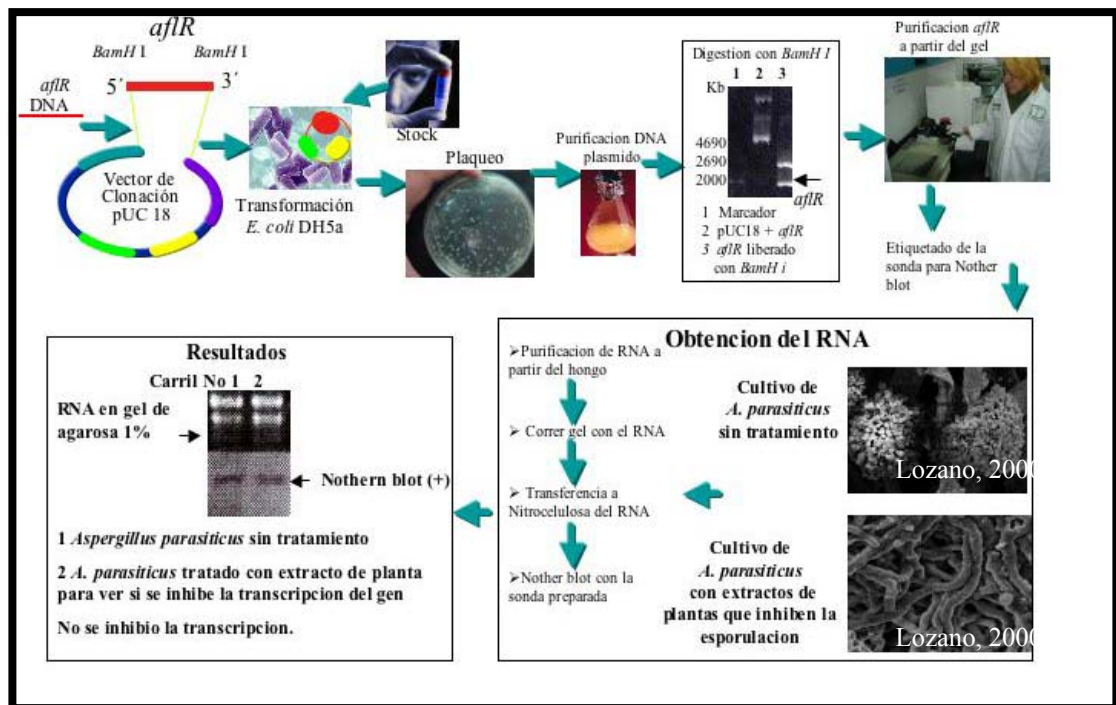 aflR
BamH I BamH I
aflR
DNA
5´ 3´
Vector de
Clonación
pUC 18
Transformación
E. coli DH5a
Stock
Plaqueo
Purificacion DNA
plasmido
Digestion con BamH I
1 2 3
Kb
4690
2690
2000
aflR
1 Marcador
2 pUC18 + aflR
3 aflR liberado
con BamH i
Purificacion aflR
a partir del gel
Etiquetado de la
sonda para Nother
blot
Obtencion del RNA
➢Purificacion de RNA a
partir del hongo
➢ Correr gel con el RNA
➢ Transferencia a
Nitrocelulosa del RNA
➢Nother blot con la
sonda preparada
Cultivo de
A. parasiticus
sin tratamiento
Lozano, 2000
Cultivo de
A. parasiticus
con extractos de
plantas que inhiben la
esporulacion
Lozano, 2000
Resultados
Carril No 1 2
RNA en gel de
agarosa 1%
Nothern blot (+)
1 Aspergillus parasiticus sin tratamiento
2 A. parasiticus tratado con extracto de planta
para ver si se inhibe la transcripcion del gen
No se inhibio la transcripcion.